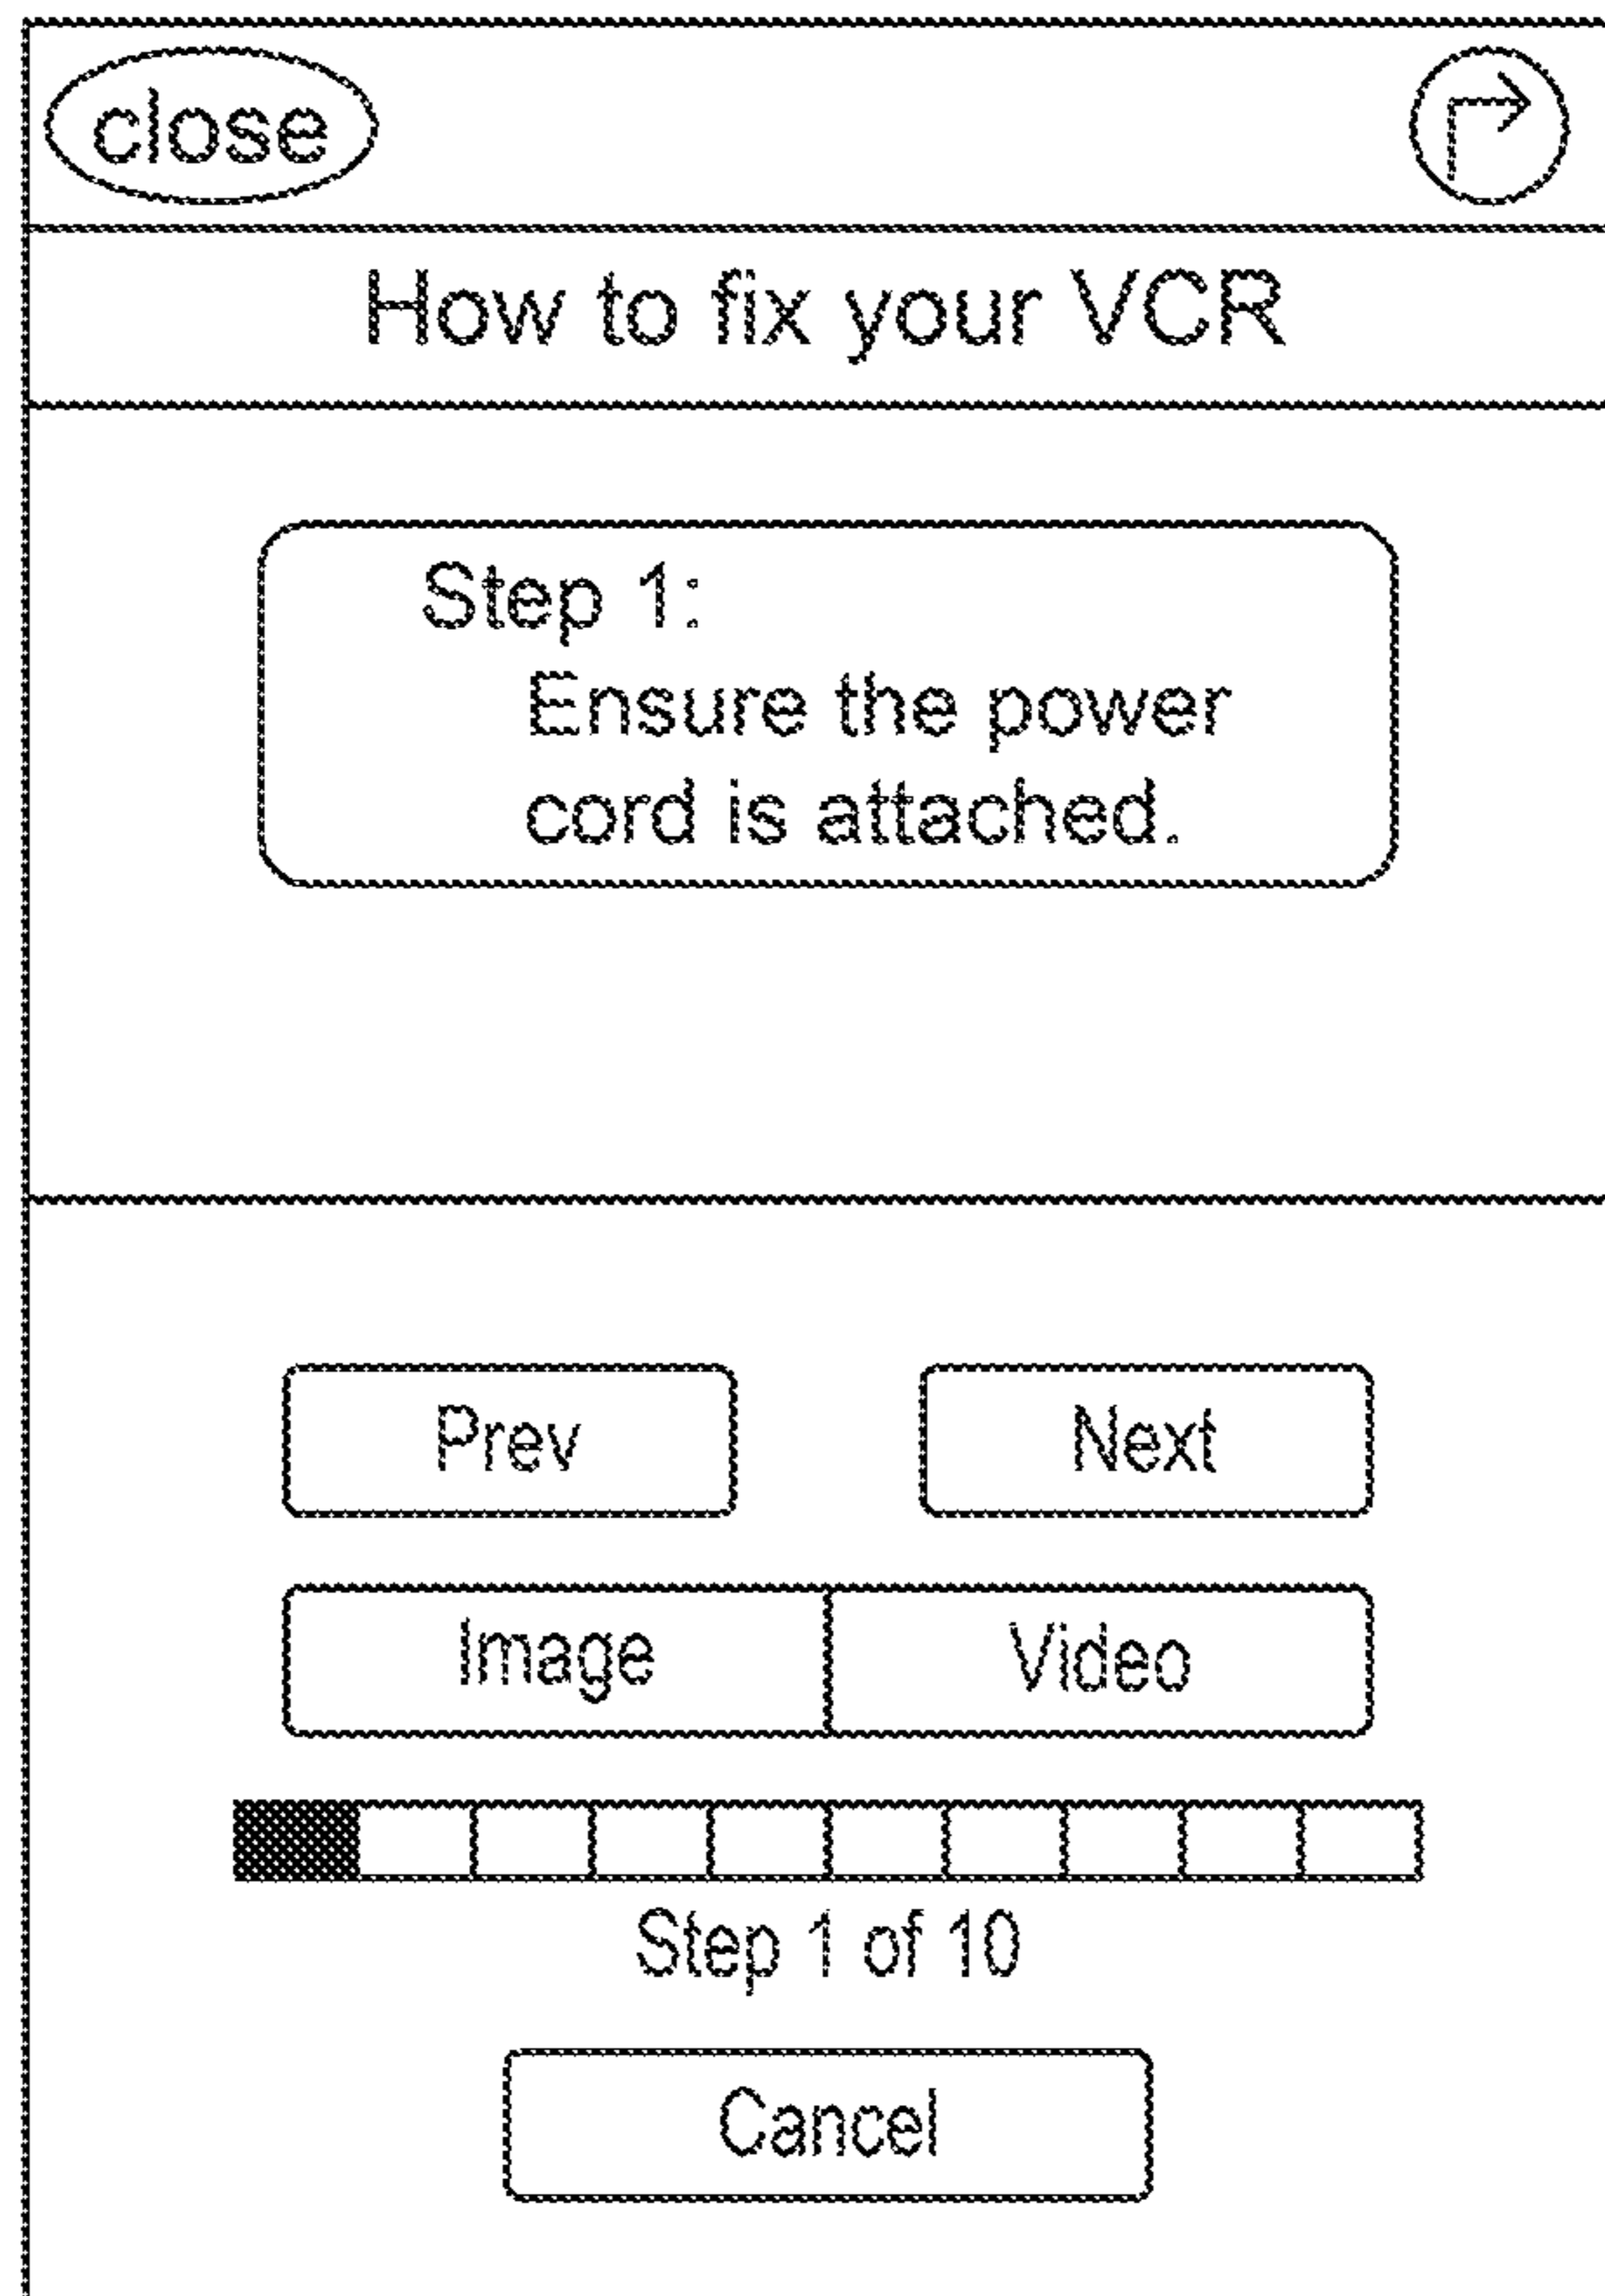 close
How to fix your VCR
Step 1:
Ensure the power
cord is attached.
Prev
Next
Image
Video
Step 1 of 10
Cancel